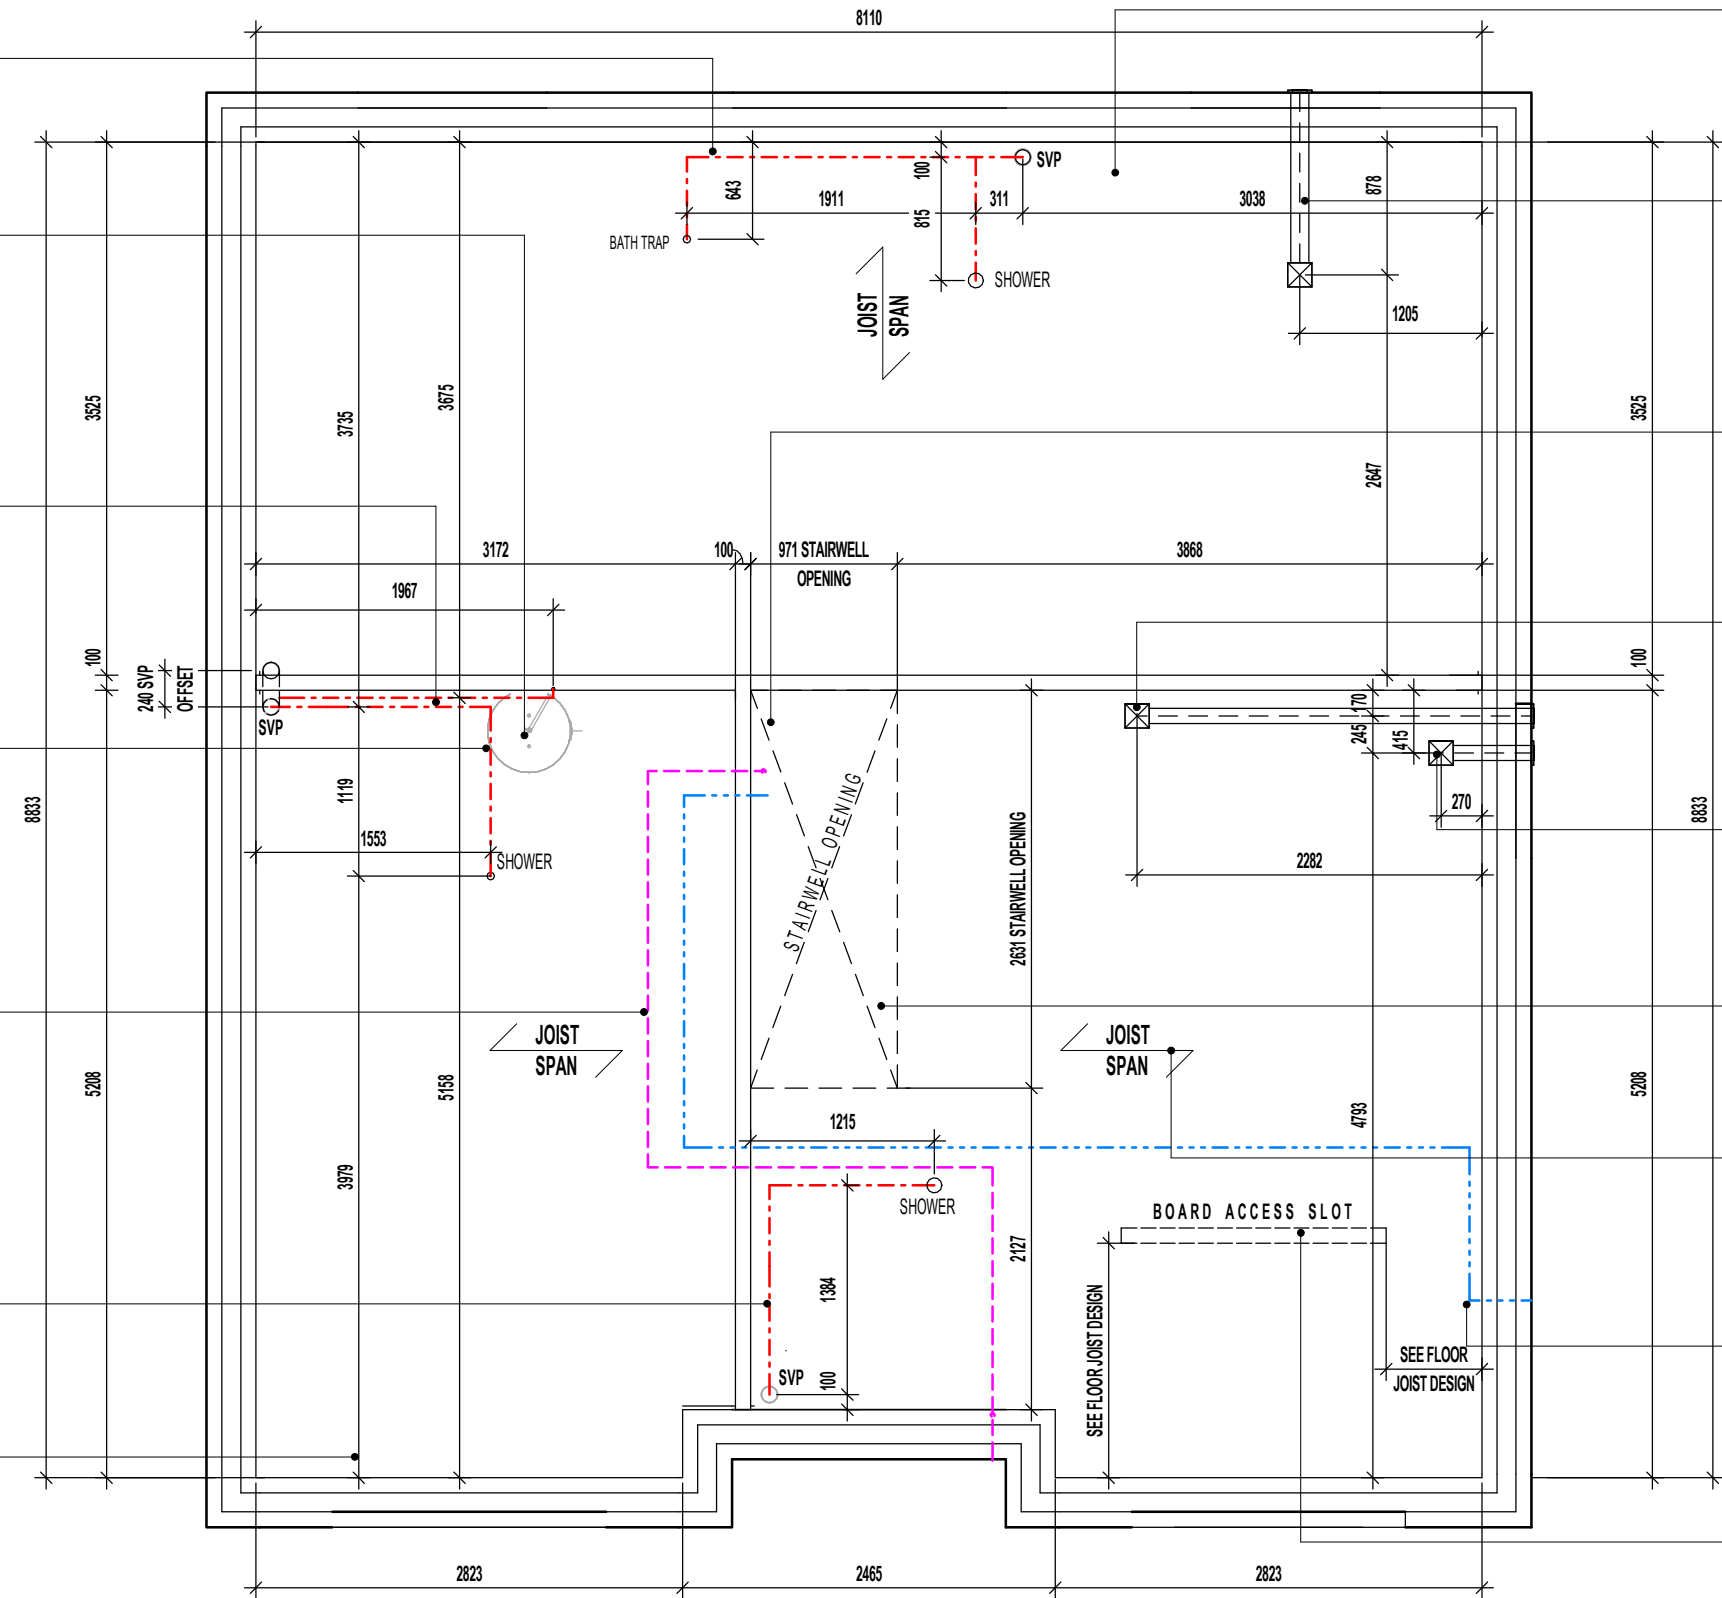 8110
SVP
100
643
878
1911
311
3038
815
BATH TRAP
SHOWER
JOIST
SPAN
1205
3525
3735
3675
3525
2647
3172
100
971 STAIRWELL
OPENING
3868
1967
100
240 SVP
OFFSET
SVP
100
170
245
415
8833
1119
270
8833
1553
SHOWER
STAIRWELL OPENING
2631 STAIRWELL OPENING
2282
JOIST
SPAN
JOIST
SPAN
5208
5158
5208
4793
1215
3979
SHOWER
BOARD ACCESS SLOT
2127
1384
SEE FLOOR JOIST DESIGN
SVP
100
SEE FLOOR
JOIST DESIGN
2823
2465
2823